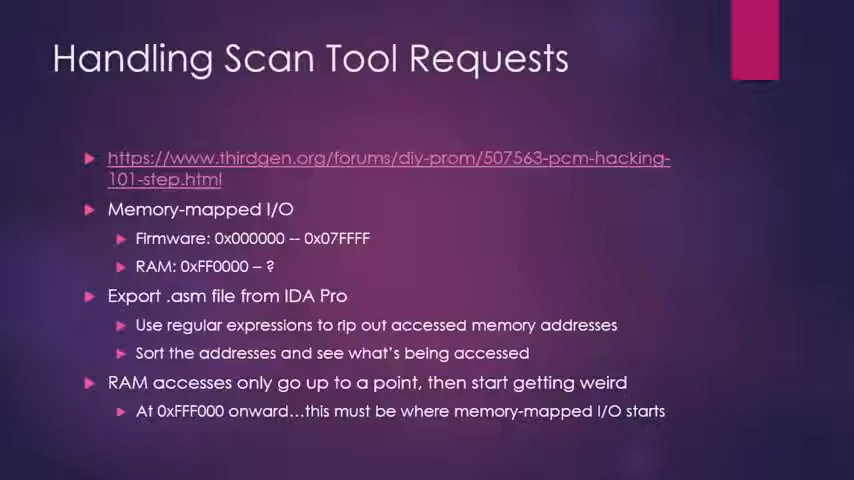 Handling Scan Tool Requests
https://www.thirdgen.org/forums/diy-prom/507563-pcm-hacking-
101-step.html
Memory-mapped I/O
Firmware: 0x000000 -- 0x07FFFF
RAM: 0xFF0000 – ?
Export .asm file from IDA Pro
Use regular expressions to rip out accessed memory addresses
Sort the addresses and see what's being accessed
RAM accesses only go up to a point, then start getting weird
At 0xFFF000 onward…this must be where memory-mapped I/O starts